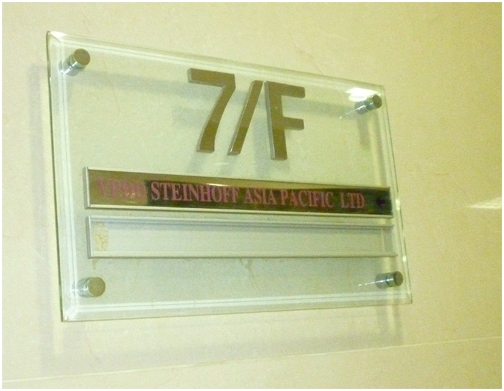 7/F
STEINHOFF ASIA PACIFIC LTD